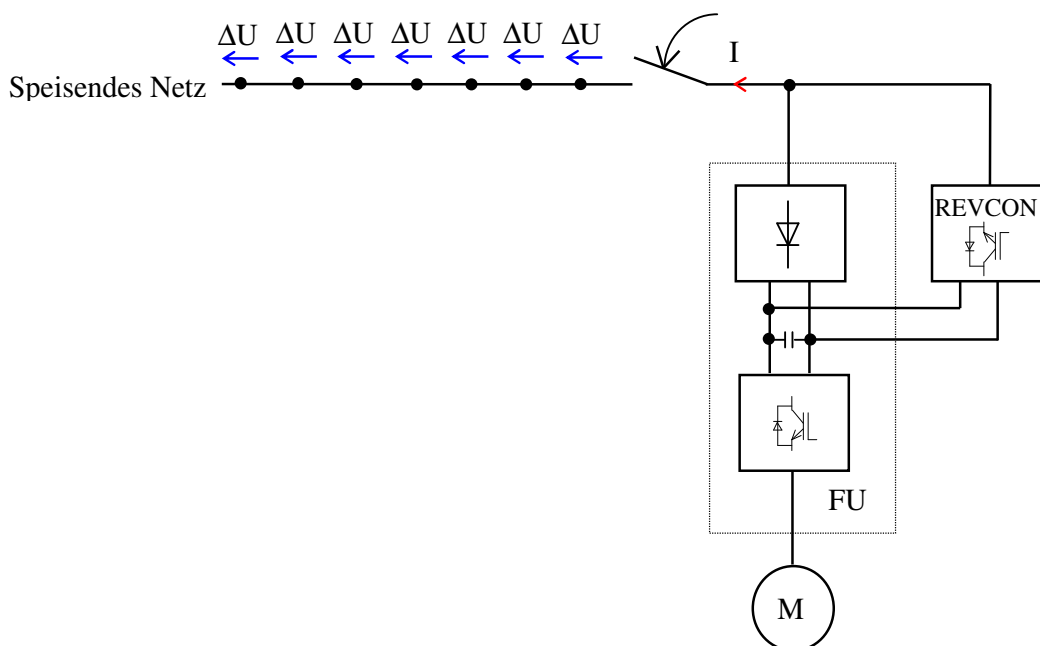 ΔU ΔU ΔU ΔU ΔU ΔU ΔU
I
Speisendes Netz
REVCON
FU
M